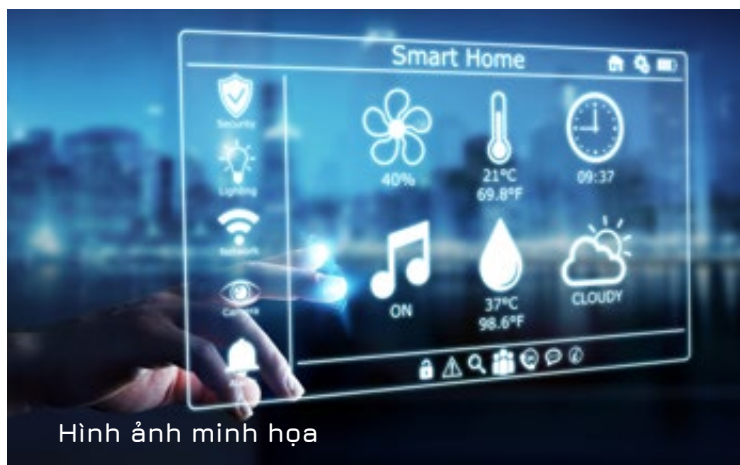 Smart Home
Security
Lighting
Network
Camera
40%
21°C
69.8°F
09:37
ON
37°C
98.6°F
CLOUDY
Hình ảnh minh họa